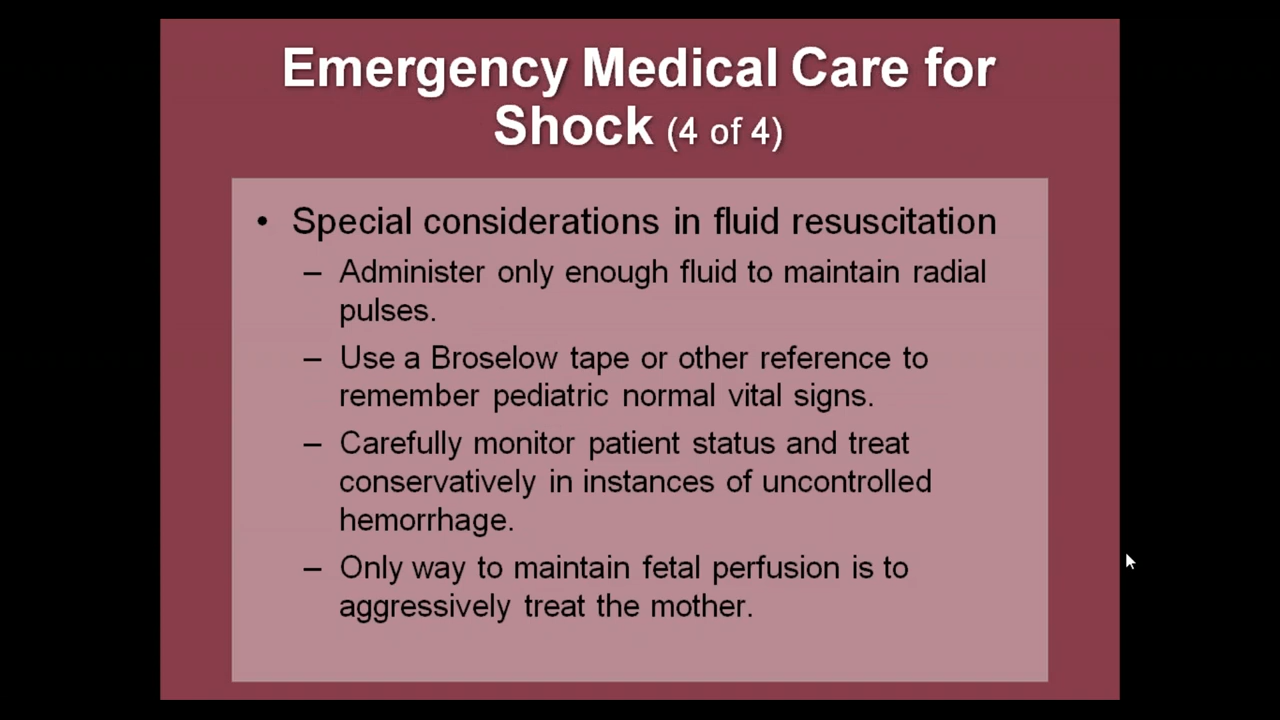 Emergency Medical Care for
Shock (4 of 4)
• Special considerations in fluid resuscitation
– Administer only enough fluid to maintain radial
pulses.
– Use a Broselow tape or other reference to
remember pediatric normal vital signs.
– Carefully monitor patient status and treat
conservatively in instances of uncontrolled
hemorrhage.
– Only way to maintain fetal perfusion is to
aggressively treat the mother.